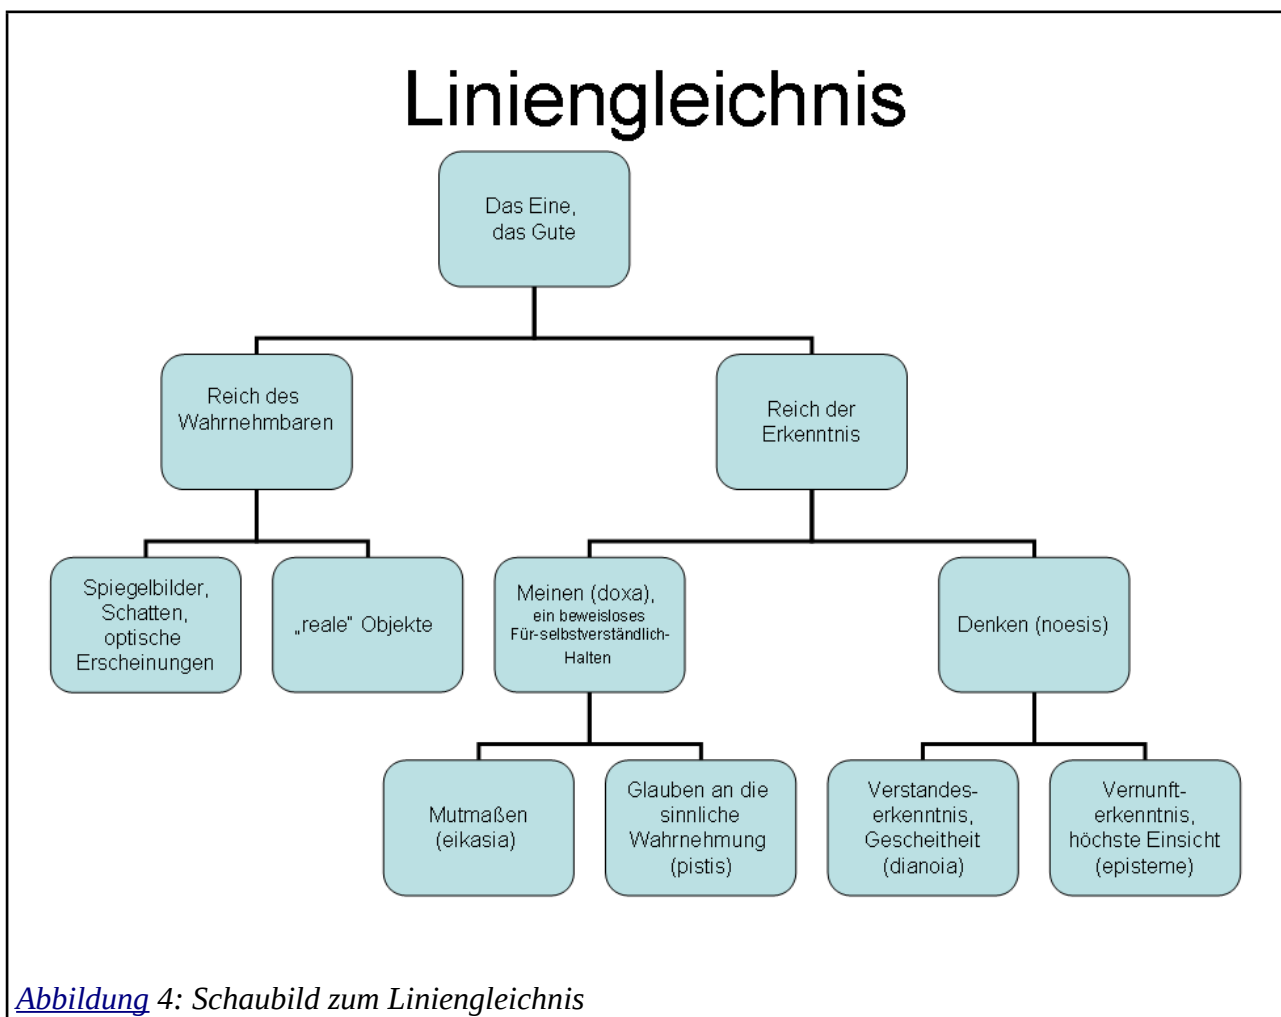 Liniengleichnis
Das Eine,
das Gute
Reich des
Wahrnehmbaren
Reich der
Erkenntnis
Spiegelbilder,
Schatten,
optische
Erscheinungen
„reale” Objekte
Meinen (doxa),
ein beweisloses
Für-selbstverständlich-
Halten
Denken (noesis)
Mutmaßen
(eikasia)
Glauben an die
sinnliche
Wahrnehmung
(pistis)
Verstandes-
erkenntnis,
Gescheitheit
(dianoia)
Vernunft-
erkenntnis,
höchste Einsicht
(episteme)
Abbildung 4: Schaubild zum Liniengleichnis